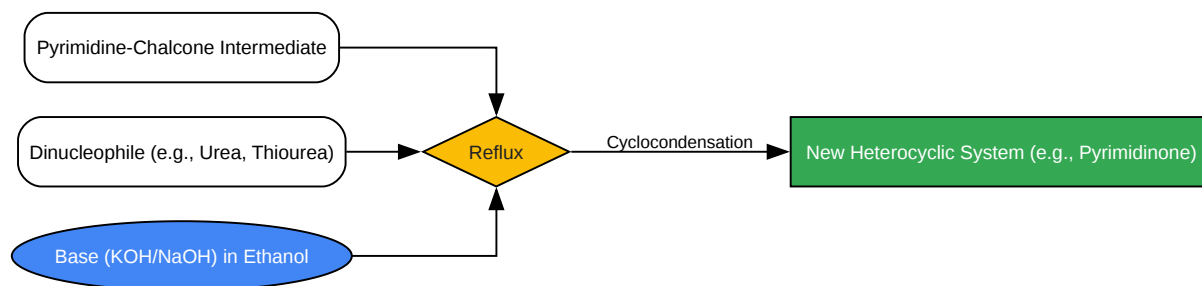 Pyrimidine-Chalcone Intermediate
Dinucleophile (e.g., Urea, Thiourea)
Base (KOH/NaOH) in Ethanol
Reflux
Cyclocondensation
New Heterocyclic System (e.g., Pyrimidinone)